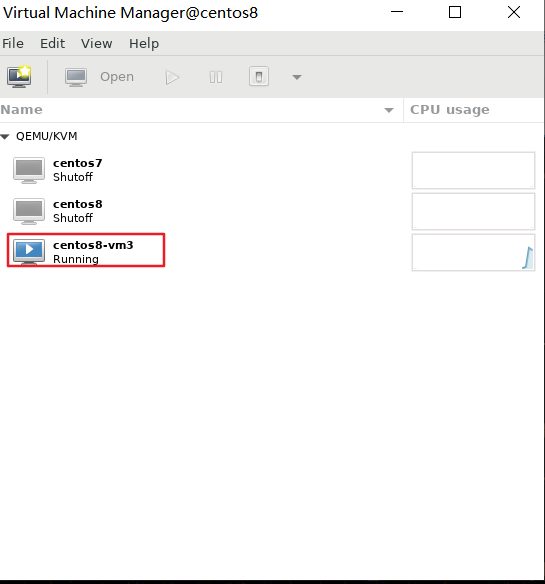 Virtual Machine Manager@centos8
File Edit View Help
Open
Name CPU usage
QEMU/KVM
centos7
Shutoff
centos8
Shutoff
centos8-vm3
Running